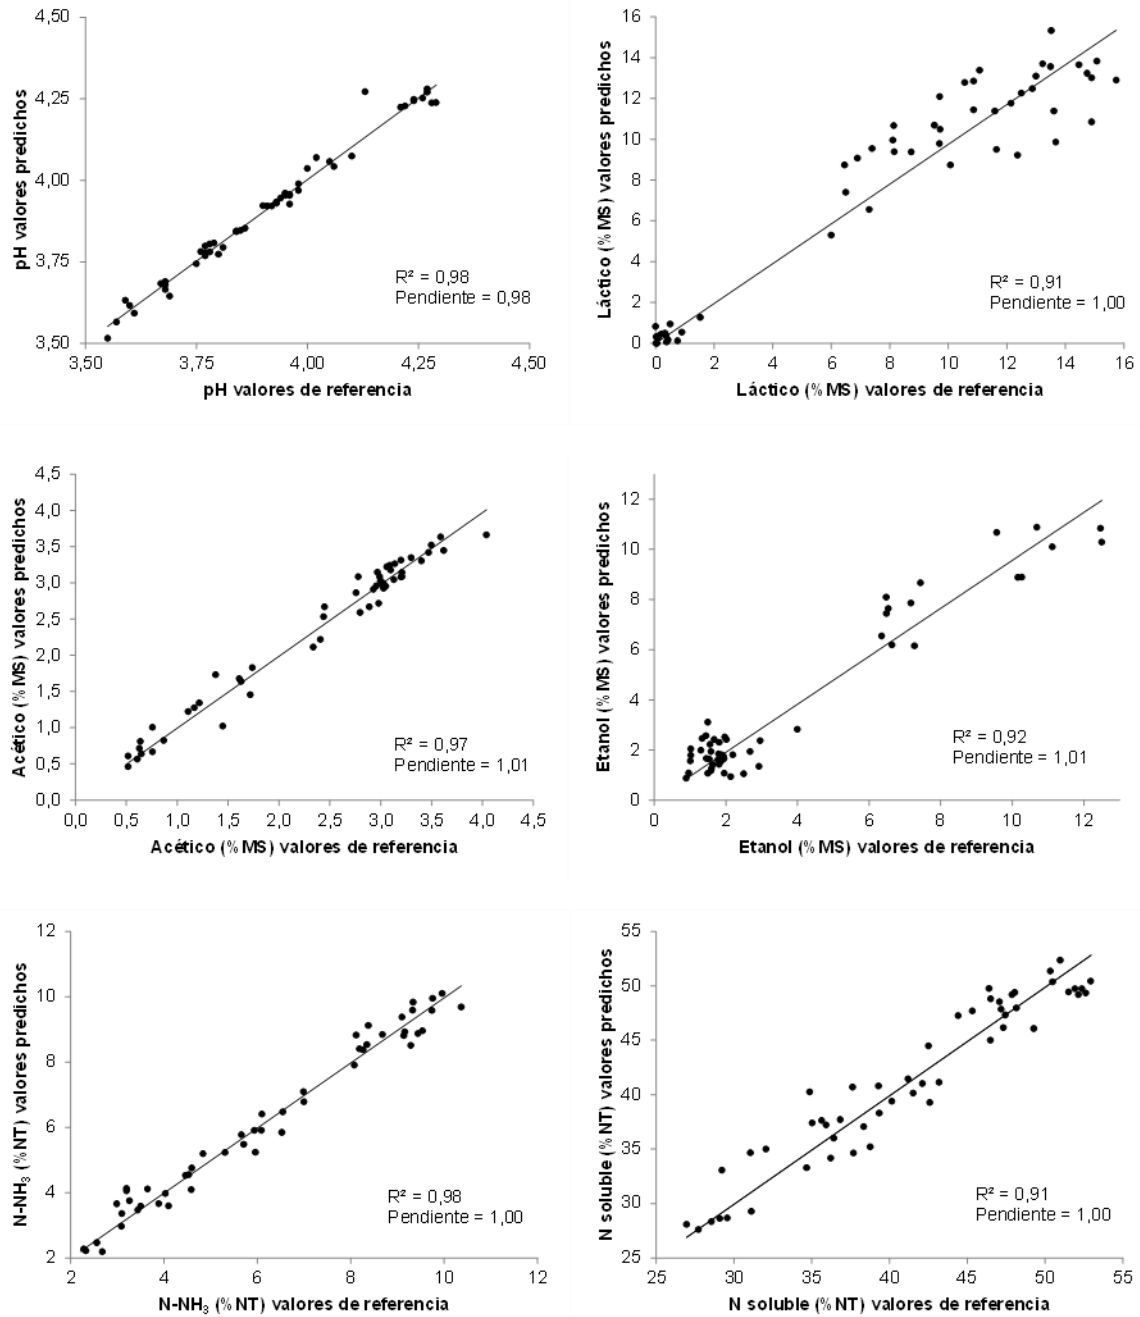 4,50
4,25
4,00
3,75
3,50
pH valores predichos
R² = 0,98
Pendiente = 0,98
3,50 3,75 4,00 4,25 4,50
pH valores de referencia
16
14
12
10
8
6
4
2
0
Láctico (%MS) valores predichos
R² = 0,91
Pendiente = 1,00
0 2 4 6 8 10 12 14 16
Láctico (%MS) valores de referencia
4,5
4,0
3,5
3,0
2,5
2,0
1,5
1,0
0,5
0,0
Acético (%MS) valores predichos
R² = 0,97
Pendiente = 1,01
0,0 0,5 1,0 1,5 2,0 2,5 3,0 3,5 4,0 4,5
Acético (%MS) valores de referencia
12
10
8
6
4
2
0
Etanol (%MS) valores predichos
R² = 0,92
Pendiente = 1,01
0 2 4 6 8 10 12
Etanol (%MS) valores de referencia
12
10
8
6
4
2
N-NH₃ (%NT) valores predichos
R² = 0,98
Pendiente = 1,00
2 4 6 8 10 12
N-NH₃ (%NT) valores de referencia
55
50
45
40
35
30
25
N soluble (%NT) valores predichos
R² = 0,91
Pendiente = 1,00
25 30 35 40 45 50 55
N soluble (%NT) valores de referencia